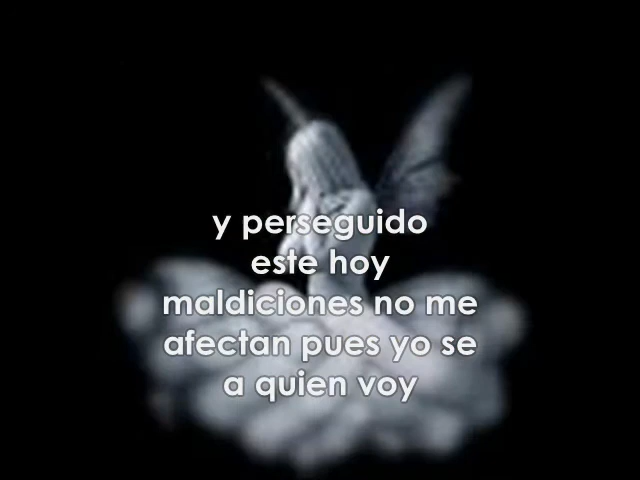 y perseguido
este hoy
maldiciones no me
afectan pues yo se
a quien voy